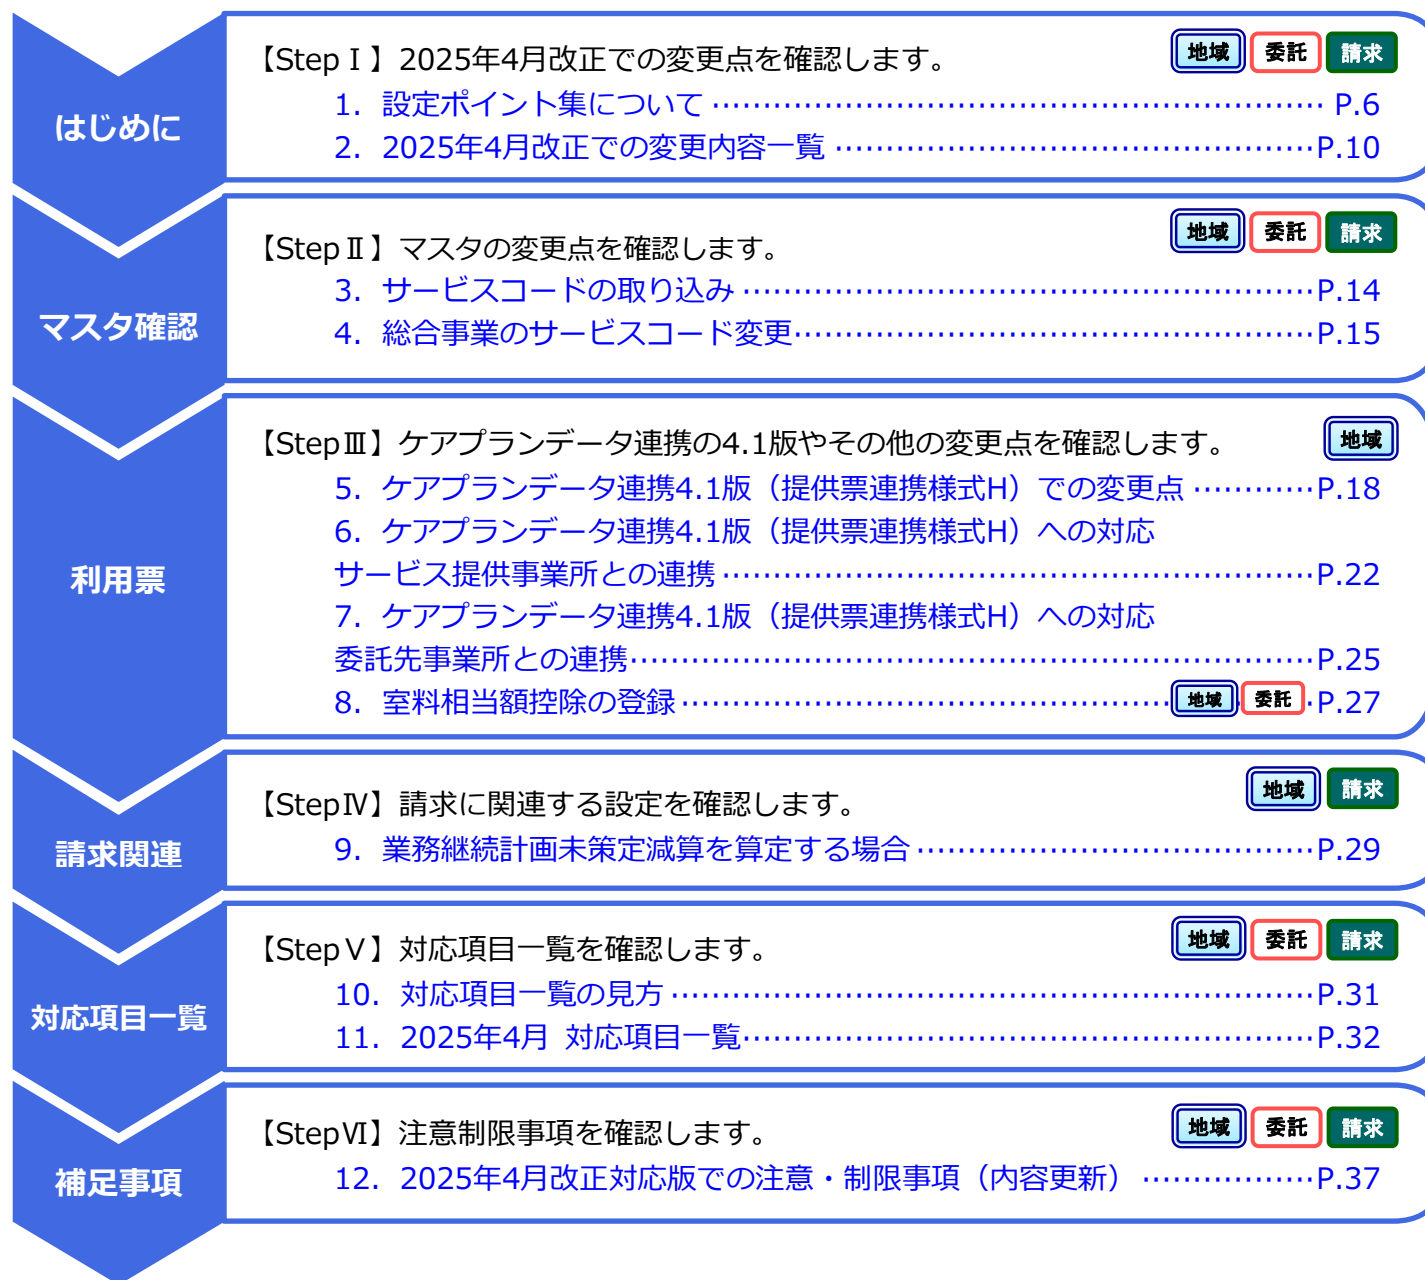 はじめに
【StepⅠ】2025年4月改正での変更点を確認します。 地域 委託 請求
1. 設定ポイント集について ………………………………………………… P.6
2. 2025年4月改正での変更内容一覧 ………………………………………P.10
マスタ確認
【StepⅡ】マスタの変更点を確認します。 地域 委託 請求
3. サービスコードの取り込み ………………………………………………P.14
4. 総合事業のサービスコード変更…………………………………………P.15
利用票
【StepⅢ】ケアプランデータ連携の4.1版やその他の変更点を確認します。 地域
5. ケアプランデータ連携4.1版(提供票連携様式H)での変更点 …………P.18
6. ケアプランデータ連携4.1版(提供票連携様式H)への対応
サービス提供事業所との連携 ………………………………………………P.22
7. ケアプランデータ連携4.1版(提供票連携様式H)への対応
委託先事業所との連携………………………………………………………P.25
8. 室料相当額控除の登録 ……………………………………… 地域 委託 P.27
請求関連
【StepⅣ】請求に関連する設定を確認します。 地域 請求
9. 業務継続計画未策定減算を算定する場合 ………………………………P.29
対応項目一覧
【StepⅤ】対応項目一覧を確認します。 地域 委託 請求
10. 対応項目一覧の見方 ……………………………………………………P.31
11. 2025年4月 対応項目一覧………………………………………………P.32
補足事項
【StepⅥ】注意制限事項を確認します。 地域 委託 請求
12. 2025年4月改正対応版での注意・制限事項(内容更新) ………………P.37